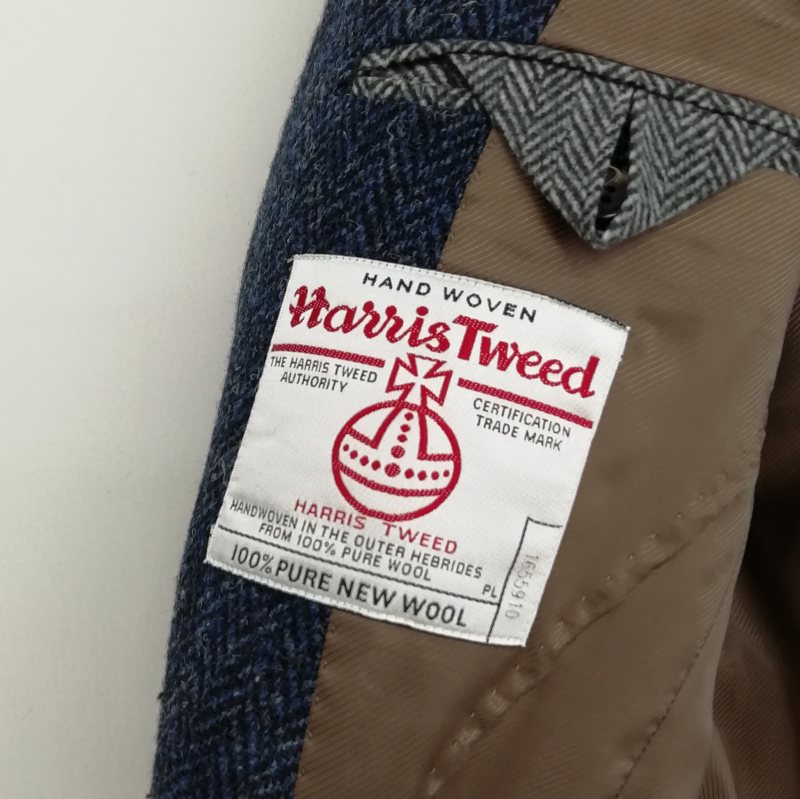 HAND WOVEN
Harris Tweed
THE HARRIS TWEED
AUTHORITY
CERTIFICATION
TRADE MARK
HARRIS TWEED
HANDWOVEN IN THE OUTER HEBRIDES
FROM 100% PURE WOOL
PL
100% PURE NEW WOOL
1655910